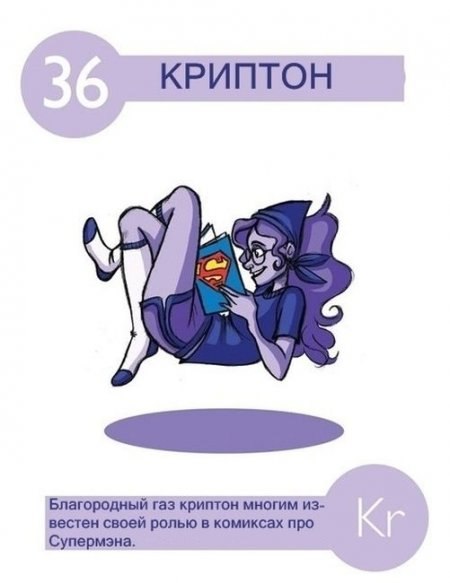 36
КРИПТОН
S
Благородный газ криптон многим из-
вестен своей ролью в комиксах про
Супермэна.
Kr